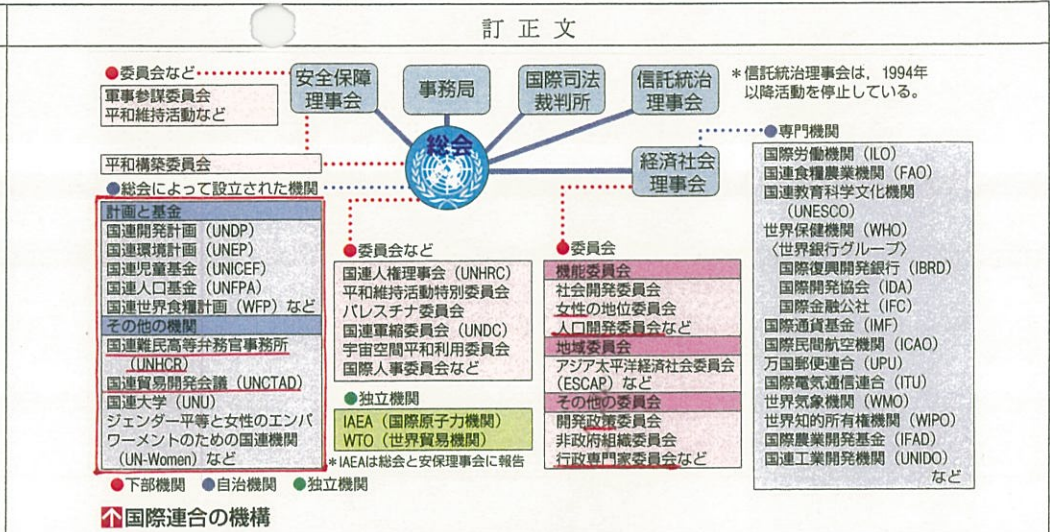 訂正文
●委員会など
軍事参謀委員会
平和維持活動など
平和構築委員会
安全保障
理事会
事務局
国際司法
裁判所
信託統治
理事会
*信託統治理事会は，1994年
以降活動を停止している。
総会
経済社会
理事会
●総会によって設立された機関
計画と基金
国連開発計画（UNDP）
国連環境計画（UNEP）
国連児童基金（UNICEF）
国連人口基金（UNFPA）
国連世界食糧計画（WFP）など
その他の機関
国連難民高等弁務官事務所
（UNHCR）
国連貿易開発会議（UNCTAD）
国連大学（UNU）
ジェンダー平等と女性のエンパ
ワーメントのための国連機関
（UN-Women）など
●委員会など
国連人権理事会（UNHRC）
平和維持活動特別委員会
パレスチナ委員会
国連軍縮委員会（UNDC）
宇宙空間平和利用委員会
国際人事委員会など
●独立機関
IAEA（国際原子力機関）
WTO（世界貿易機関）
*IAEAは総会と安保理事会に報告
●委員会
機能委員会
社会開発委員会
女性の地位委員会
人口開発委員会など
地域委員会
アジア太平洋経済社会委員会
（ESCAP）など
その他の委員会
開発政策委員会
非政府組織委員会
行政専門家委員会など
●専門機関
国際労働機関（ILO）
国連食糧農業機関（FAO）
国連教育科学文化機関
（UNESCO）
世界保健機関（WHO）
〈世界銀行グループ〉
国際復興開発銀行（IBRD）
国際開発協会（IDA）
国際金融公社（IFC）
国際通貨基金（IMF）
国際民間航空機関（ICAO）
万国郵便連合（UPU）
国際電気通信連合（ITU）
世界気象機関（WMO）
世界知的所有権機関（WIPO）
国際農業開発基金（IFAD）
国連工業開発機関（UNIDO）
など
●下部機関 ●自治機関 ●独立機関
↑国際連合の機構